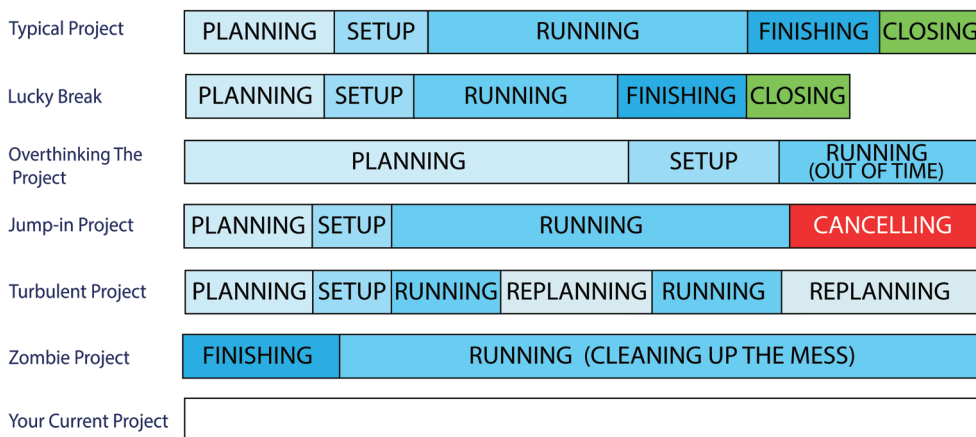 Typical Project PLANNING SETUP RUNNING FINISHING CLOSING
Lucky Break PLANNING SETUP RUNNING FINISHING CLOSING
Overthinking The
Project
PLANNING SETUP RUNNING
(OUT OF TIME)
Jump-in Project PLANNING SETUP RUNNING CANCELLING
Turbulent Project PLANNING SETUP RUNNING REPLANNING RUNNING REPLANNING
Zombie Project FINISHING RUNNING (CLEANING UP THE MESS)
Your Current Project